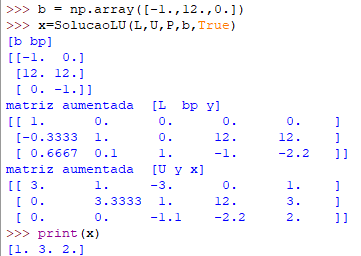 >>> b = np.array([-1.,12.,0.])
>>> x=SolucaoLU(L,U,P,b,True)
[b bp]
[[-1. 0.]
[12. 12.]
[ 0. -1.]]
matriz aumentada [L bp y]
[[ 1. 0. 0. 0. 0. ]
[-0.3333 1. 0. 12. 12. ]
[ 0.6667 0.1 1. -1. -2.2 ]]
matriz aumentada [U y x]
[[ 3. 1. -3. 0. 1. ]
[ 0. 3.3333 1. 12. 3. ]
[ 0. 0. -1.1 -2.2 2. ]]
>>> print(x)
[1. 3. 2.]